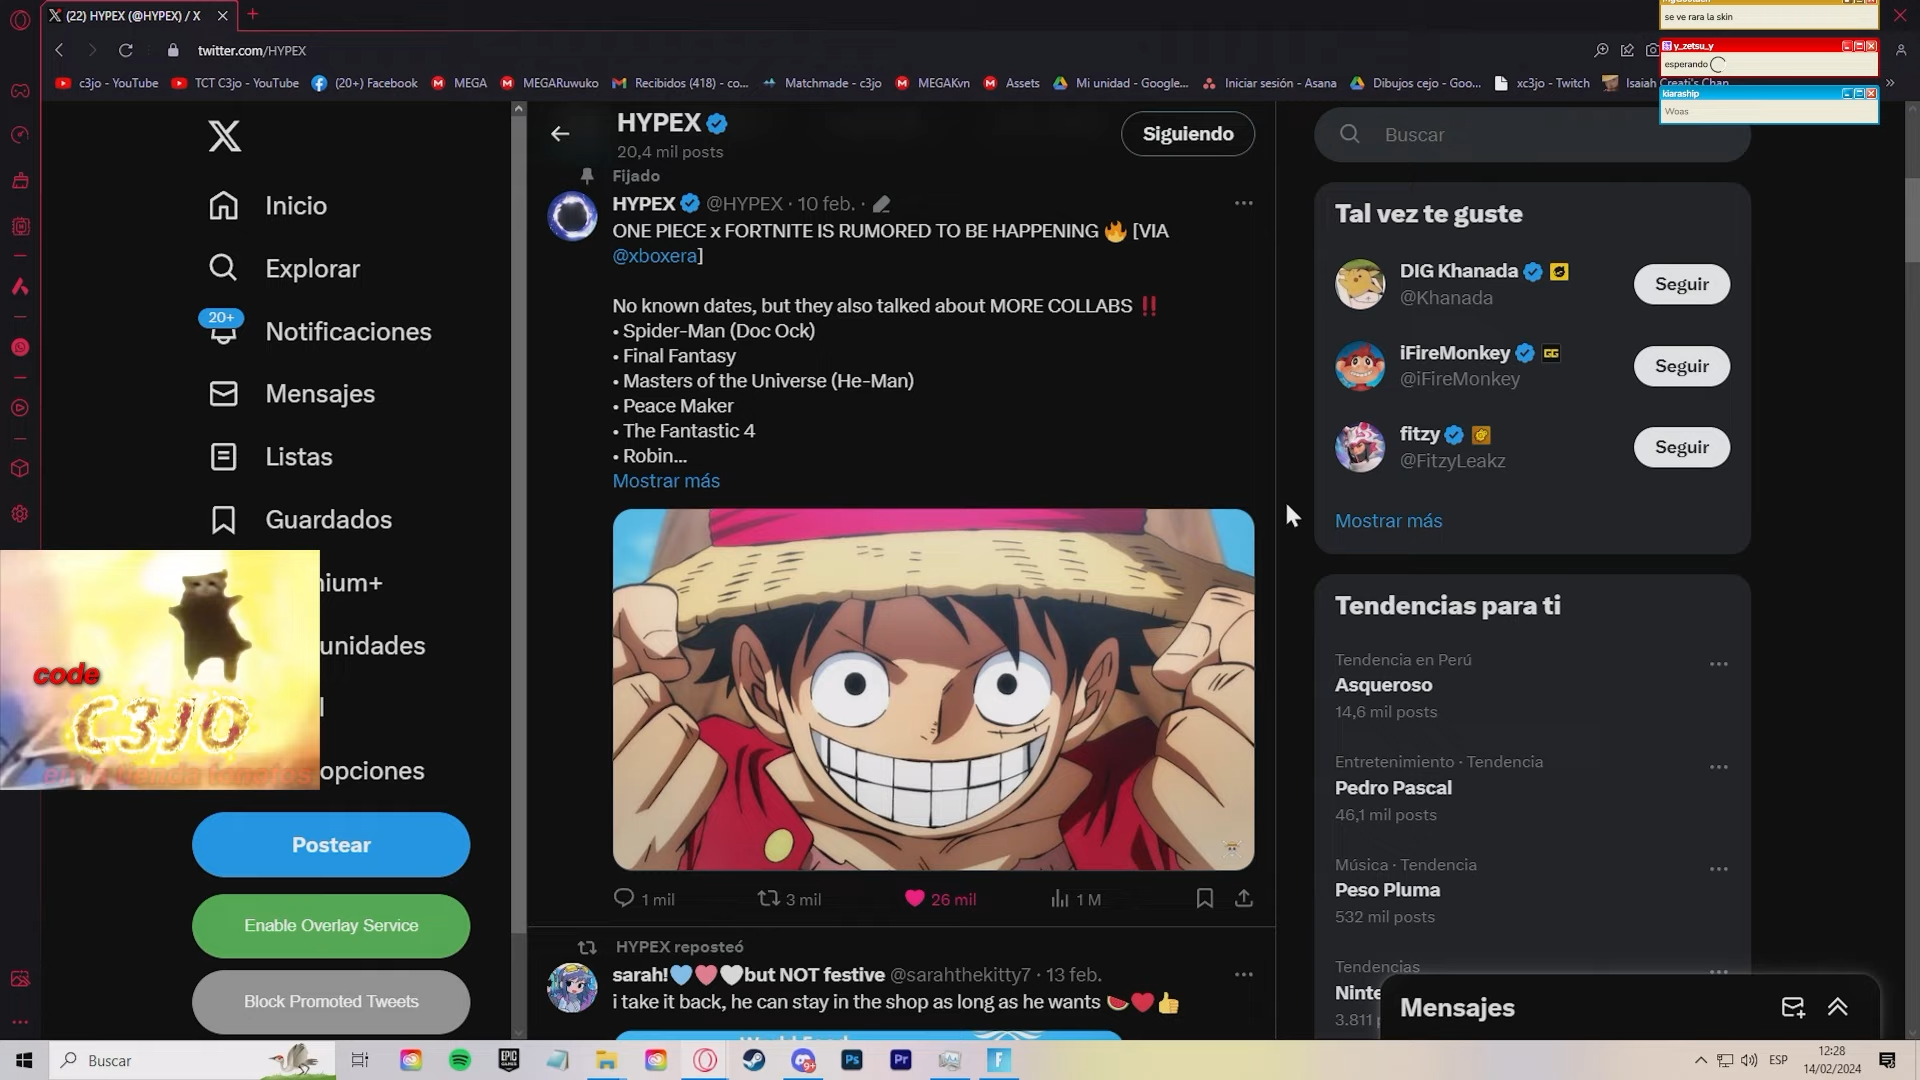 (22) HYPEX (@HYPEX) / X
twitter.com/HYPEX
c3jo - YouTube
TCT C3jo - YouTube
(20+) Facebook
MEGA
MEGARuwuko
Recibidos (418) - co...
Matchmade - c3jo
MEGAKvn
Assets
Mi unidad - Google...
Iniciar sesión - Asana
Dibujos cejo - Goo...
xc3jo - Twitch
Isaiah Creati's Chan
se ve rara la skin
y_zetsu_y
esperando
kiaraship
Woas
Inicio
Explorar
20+
Notificaciones
Mensajes
Listas
Guardados
nium+
unidades
opciones
code
C3JO
Postear
Enable Overlay Service
Block Promoted Tweets
HYPEX
20,4 mil posts
Siguiendo
Fijado
HYPEX @HYPEX · 10 feb. ·
ONE PIECE x FORTNITE IS RUMORED TO BE HAPPENING 🔥 [VIA
@xboxera]
No known dates, but they also talked about MORE COLLABS ‼️
• Spider-Man (Doc Ock)
• Final Fantasy
• Masters of the Universe (He-Man)
• Peace Maker
• The Fantastic 4
• Robin...
Mostrar más
1 mil
3 mil
26 mil
1 M
HYPEX reposteó
sarah!🩵🩷🤍but NOT festive @sarahthekitty7 · 13 feb.
i take it back, he can stay in the shop as long as he wants 🍉❤️👍
Buscar
Tal vez te guste
DIG Khanada
@Khanada
Seguir
iFireMonkey
GG
@iFireMonkey
Seguir
fitzy
@FitzyLeakz
Seguir
Mostrar más
Tendencias para ti
Tendencia en Perú
Asqueroso
14,6 mil posts
Entretenimiento · Tendencia
Pedro Pascal
46,1 mil posts
Música · Tendencia
Peso Pluma
532 mil posts
Tendencias
Ninte
3.811
Mensajes
Buscar
EPIC GAMES
9+
Ps
Pr
F
ESP
12:28
14/02/2024